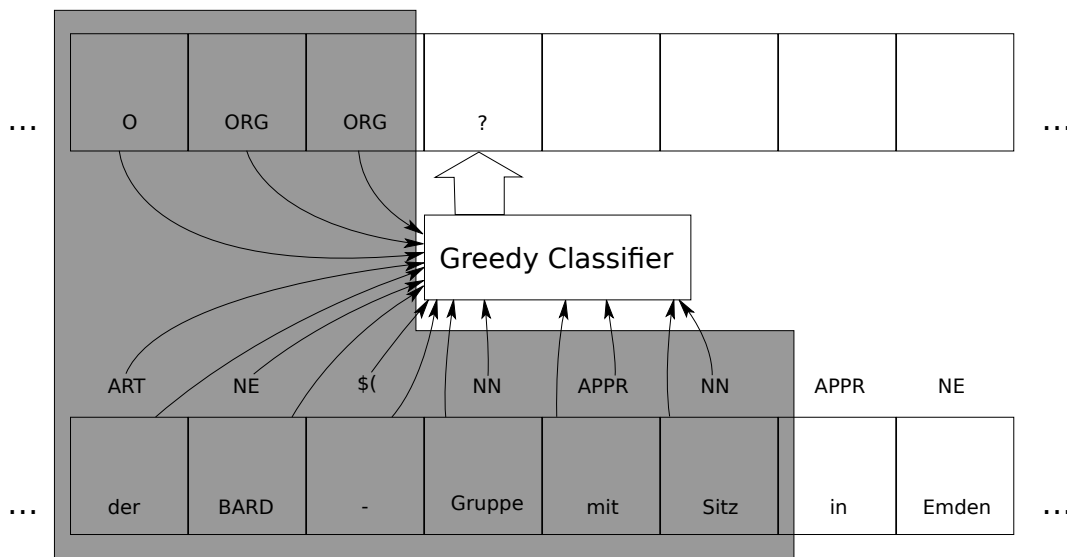 ... O ORG ORG ? ...
Greedy Classifier
ART NE $( NN APPR NN APPR NE
... der BARD - Gruppe mit Sitz in Emden ...